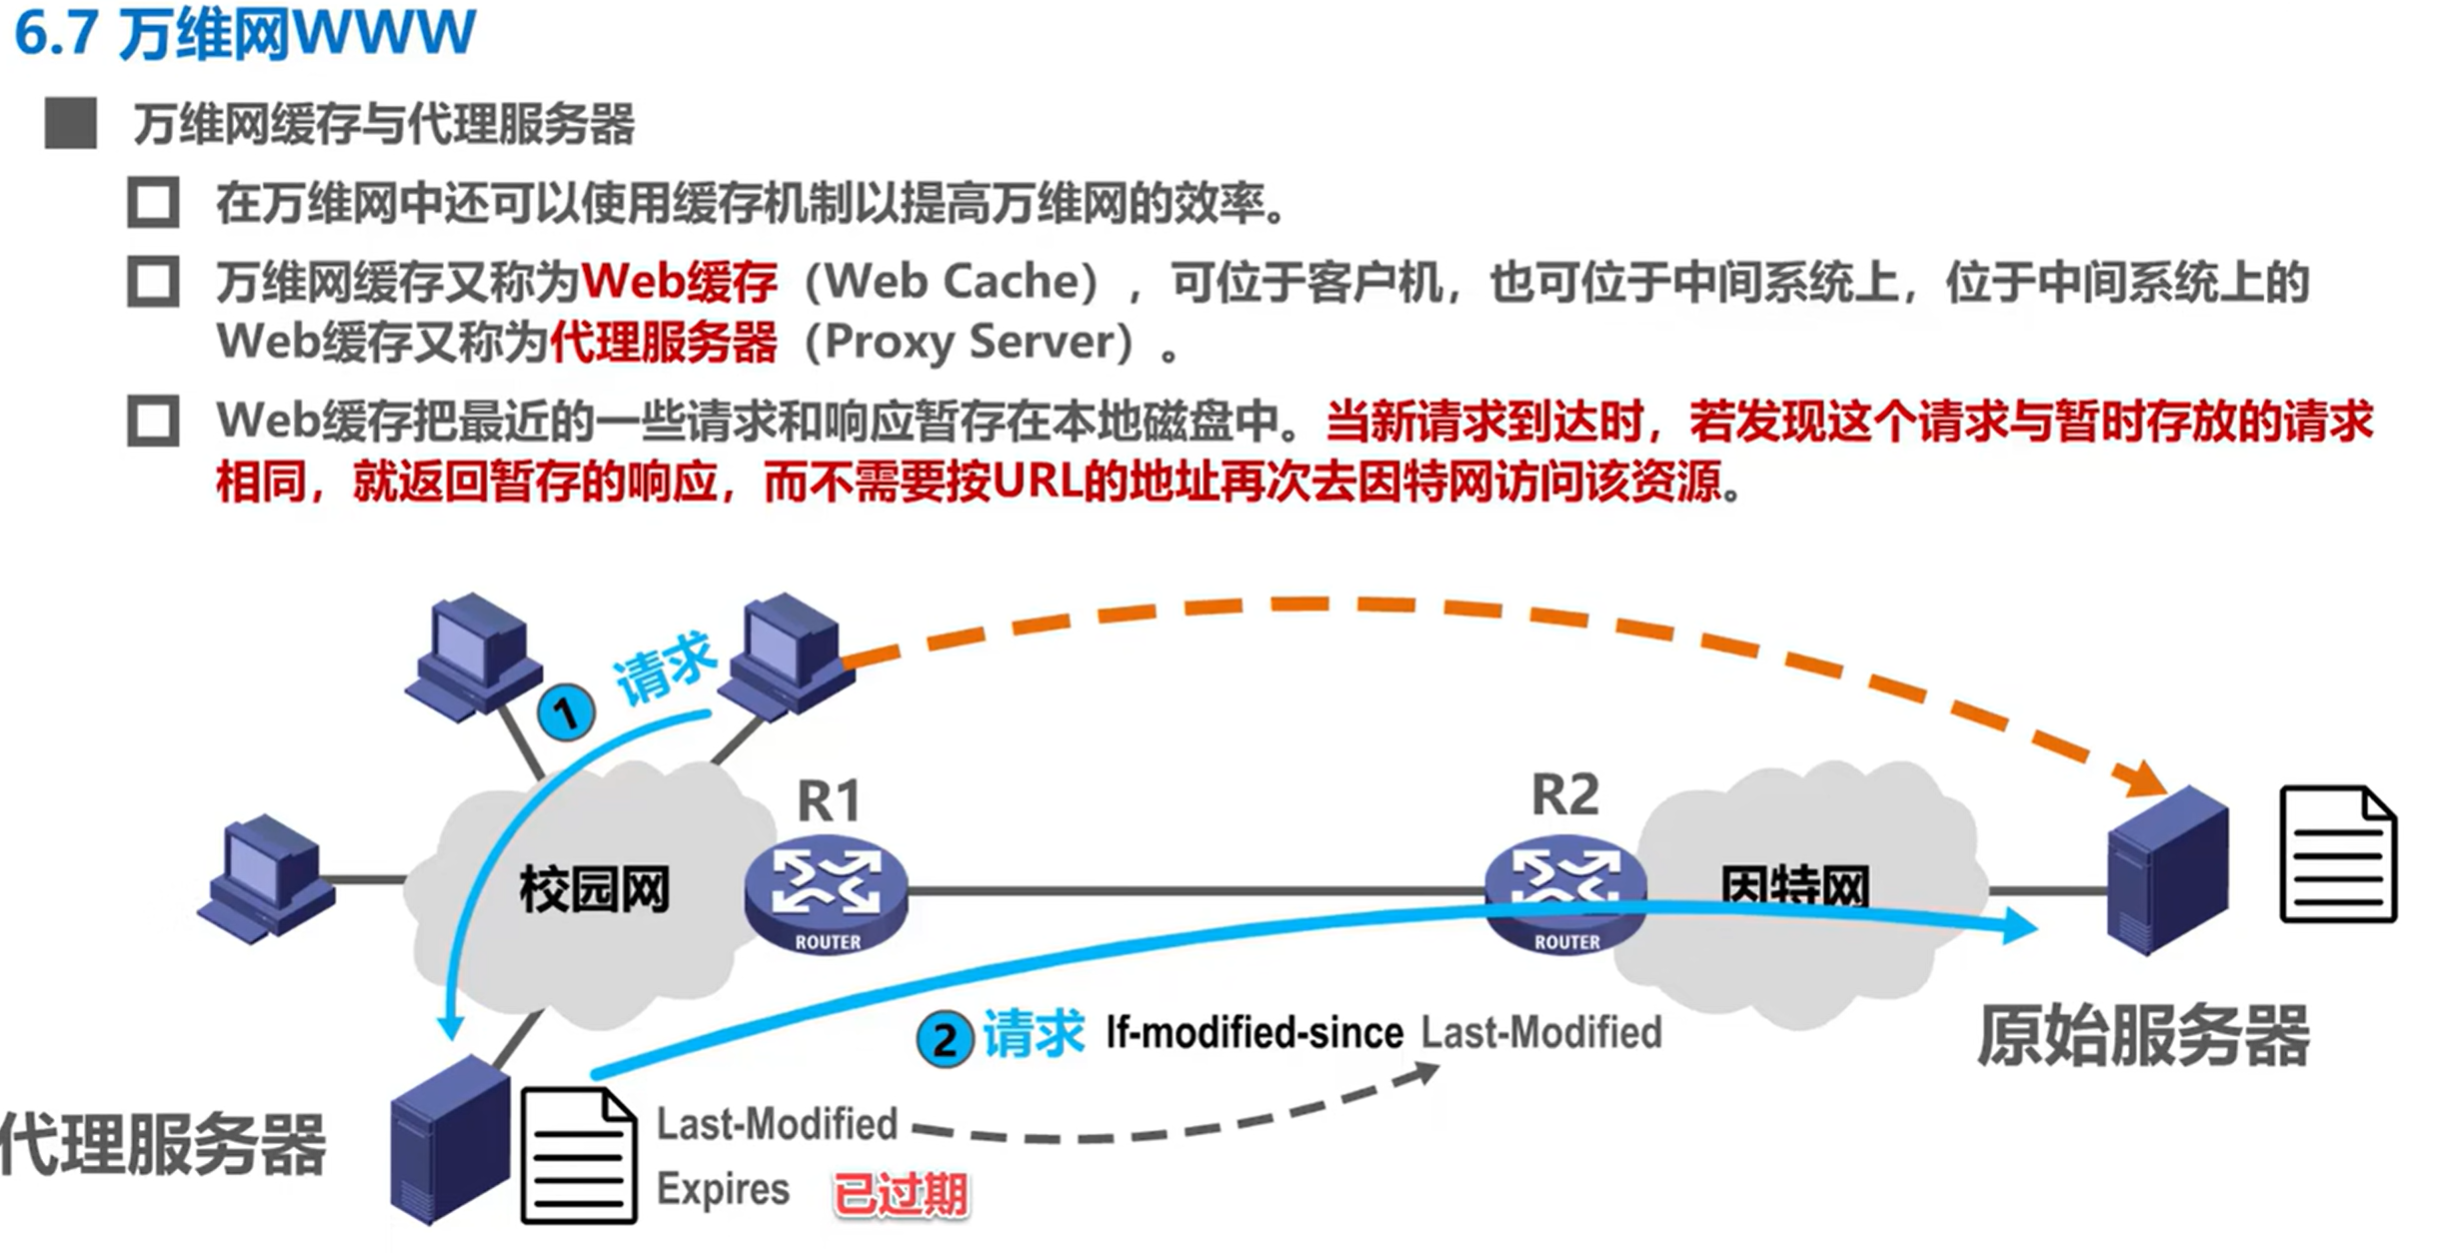 6.7 万维网WWW
万维网缓存与代理服务器
在万维网中还可以使用缓存机制以提高万维网的效率。
万维网缓存又称为Web缓存（Web Cache），可位于客户机，也可位于中间系统上，位于中间系统上的
Web缓存又称为代理服务器（Proxy Server）。
Web缓存把最近的一些请求和响应暂存在本地磁盘中。当新请求到达时，若发现这个请求与暂时存放的请求
相同，就返回暂存的响应，而不需要按URL的地址再次去因特网访问该资源。
1 请求
R1
R2
校园网
因特网
ROUTER
ROUTER
2 请求 If-modified-since Last-Modified
原始服务器
代理服务器
Last-Modified
Expires 已过期